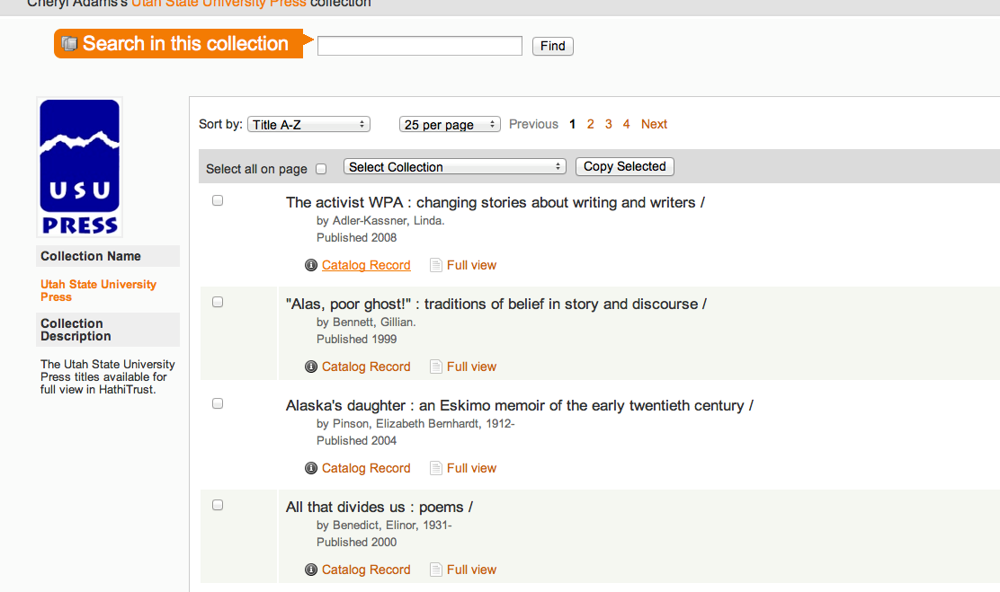 Cheryl Adams's Utah State University Press collection
Search in this collection
Find
USU
PRESS
Collection Name
Utah State University
Press
Collection
Description
The Utah State University
Press titles available for
full view in HathiTrust.
Sort by: Title A-Z 25 per page Previous 1 2 3 4 Next
Select all on page Select Collection Copy Selected
The activist WPA : changing stories about writing and writers /
by Adler-Kassner, Linda.
Published 2008
Catalog Record Full view
"Alas, poor ghost!" : traditions of belief in story and discourse /
by Bennett, Gillian.
Published 1999
Catalog Record Full view
Alaska's daughter : an Eskimo memoir of the early twentieth century /
by Pinson, Elizabeth Bernhardt, 1912-
Published 2004
Catalog Record Full view
All that divides us : poems /
by Benedict, Elinor, 1931-
Published 2000
Catalog Record Full view